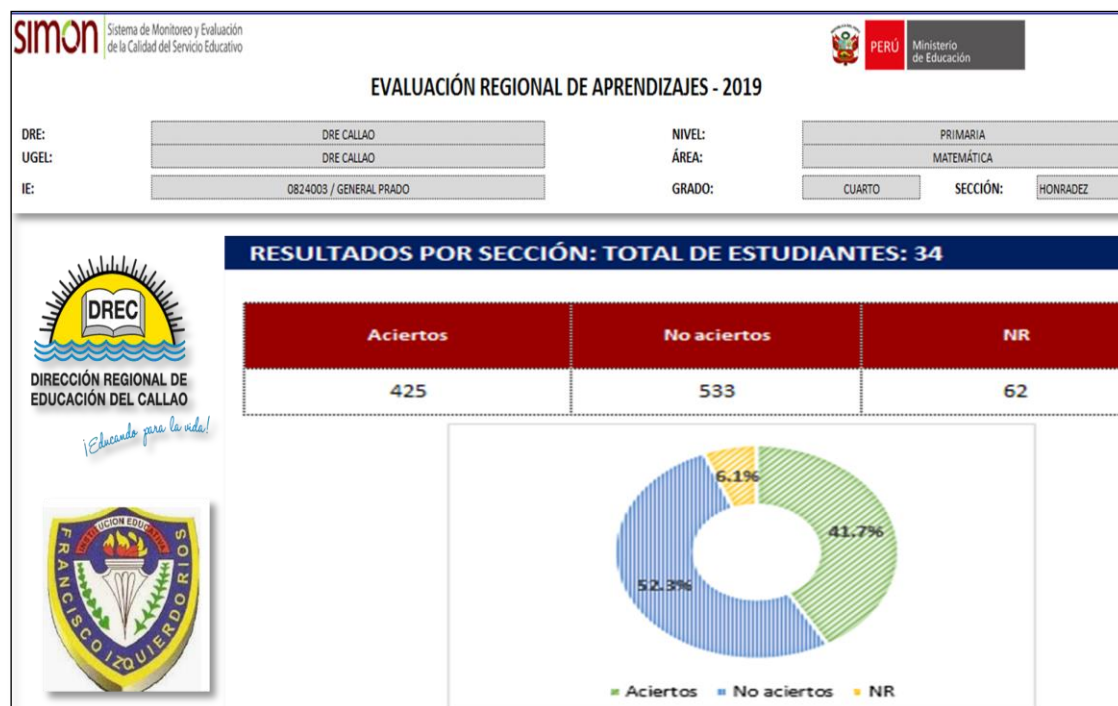 simon Sistema de Monitoreo y Evaluación
de la Calidad del Servicio Educativo
PERÚ Ministerio
de Educación
EVALUACIÓN REGIONAL DE APRENDIZAJES - 2019
DRE: DRE CALLAO NIVEL: PRIMARIA
UGEL: DRE CALLAO ÁREA: MATEMÁTICA
IE: 0824003 / GENERAL PRADO GRADO: CUARTO SECCIÓN: HONRADEZ
RESULTADOS POR SECCIÓN: TOTAL DE ESTUDIANTES: 34
DREC
DIRECCIÓN REGIONAL DE
EDUCACIÓN DEL CALLAO
¡Educando para la vida!
Aciertos No aciertos NR
425 533 62
6.1%
41.7%
52.3%
Aciertos No aciertos NR
INSTITUCION EDUCATIVA
FRANCISCO IZQUIERDO RIOS